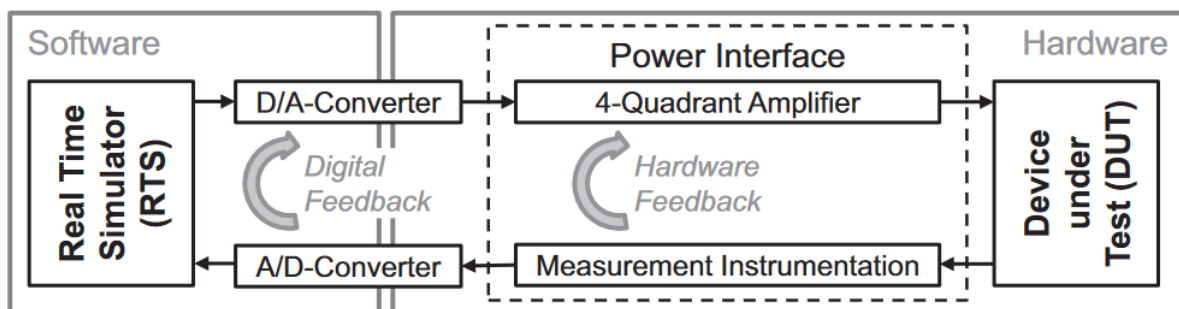 Software
Hardware
Power Interface
Real Time
Simulator
(RTS)
D/A-Converter
4-Quadrant Amplifier
Device
under
Test (DUT)
Digital
Feedback
Hardware
Feedback
A/D-Converter
Measurement Instrumentation